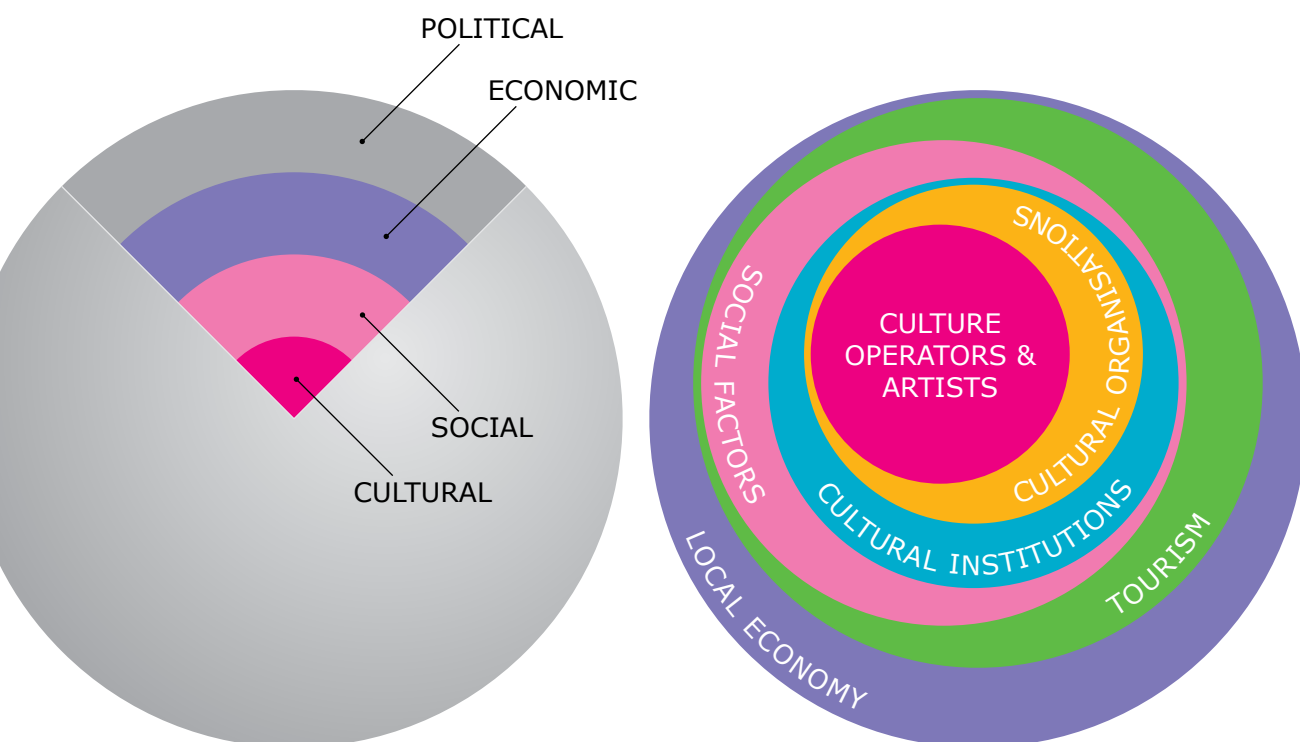 POLITICAL
ECONOMIC
SOCIAL
CULTURAL
CULTURE
OPERATORS &
ARTISTS
CULTURAL ORGANISATIONS
CULTURAL INSTITUTIONS
SOCIAL FACTORS
TOURISM
LOCAL ECONOMY